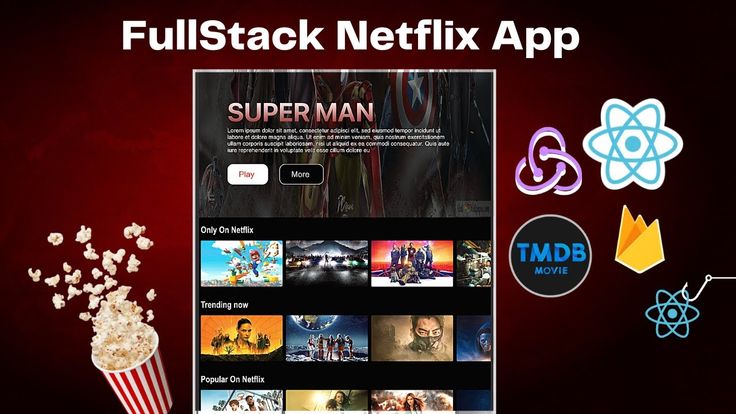 FullStack Netflix App
SUPER MAN
Lorem ipsum dolor sit amet, consectetur adipisci elit, sed eiusmod tempor incidunt ut
labore et dolore magna aliqua. Ut enim ad minim veniam, quis nostrum exercitationem
ullam corporis suscipit laboriosam, nisi ut aliquid ex ea commodi consequatur. Quis aute
iure reprehenderit in voluptate velit esse cillum dolore eu
Play
More
Only On Netflix
TMDB
MOVIE
Trending now
Popular On Netflix